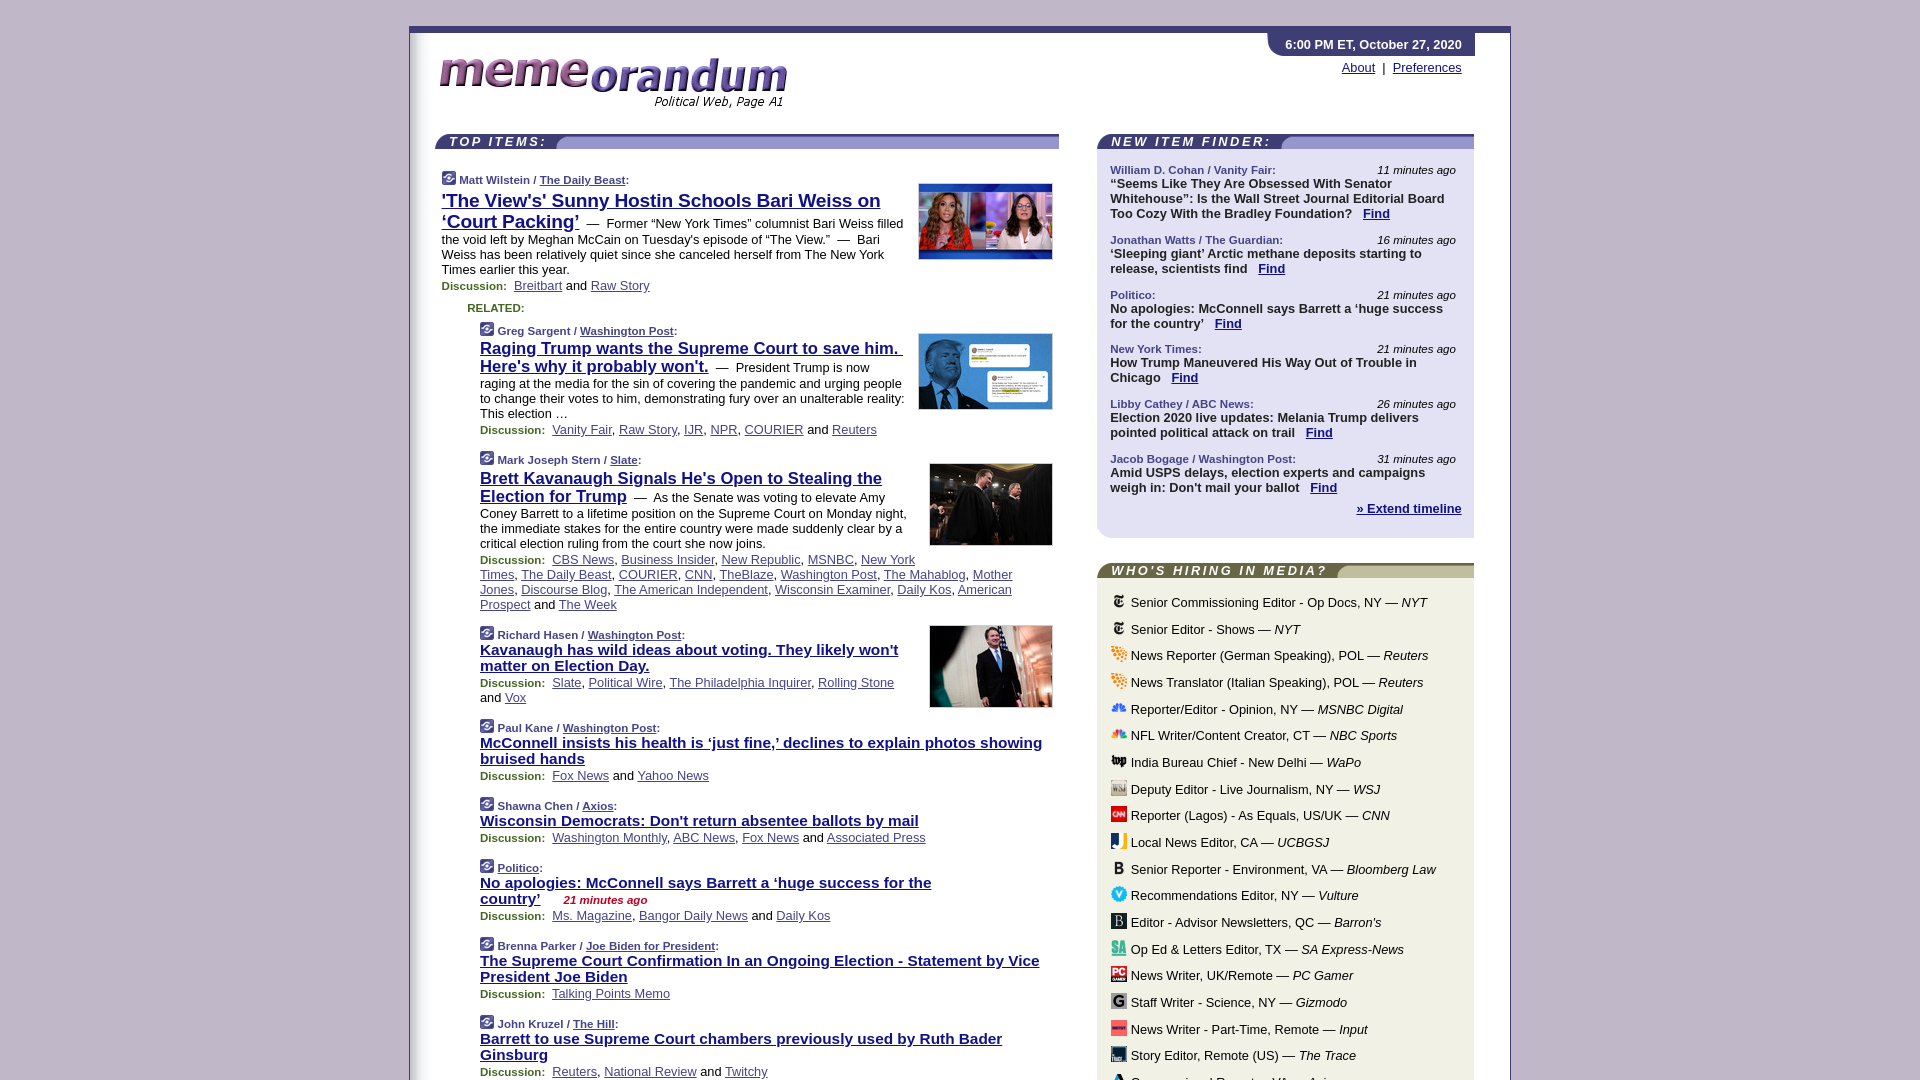 6:00 PM ET, October 27, 2020
memeorandum
Political Web, Page A1
About | Preferences
TOP ITEMS:
Matt Wilstein / The Daily Beast:
'The View's' Sunny Hostin Schools Bari Weiss on
‘Court Packing’ — Former “New York Times” columnist Bari Weiss filled
the void left by Meghan McCain on Tuesday's episode of “The View.” — Bari
Weiss has been relatively quiet since she canceled herself from The New York
Times earlier this year.
Discussion: Breitbart and Raw Story
RELATED:
Greg Sargent / Washington Post:
Raging Trump wants the Supreme Court to save him.
Here's why it probably won't. — President Trump is now
raging at the media for the sin of covering the pandemic and urging people
to change their votes to him, demonstrating fury over an unalterable reality:
This election …
Discussion: Vanity Fair, Raw Story, IJR, NPR, COURIER and Reuters
Mark Joseph Stern / Slate:
Brett Kavanaugh Signals He's Open to Stealing the
Election for Trump — As the Senate was voting to elevate Amy
Coney Barrett to a lifetime position on the Supreme Court on Monday night,
the immediate stakes for the entire country were made suddenly clear by a
critical election ruling from the court she now joins.
Discussion: CBS News, Business Insider, New Republic, MSNBC, New York
Times, The Daily Beast, COURIER, CNN, TheBlaze, Washington Post, The Mahablog, Mother
Jones, Discourse Blog, The American Independent, Wisconsin Examiner, Daily Kos, American
Prospect and The Week
Richard Hasen / Washington Post:
Kavanaugh has wild ideas about voting. They likely won't
matter on Election Day.
Discussion: Slate, Political Wire, The Philadelphia Inquirer, Rolling Stone
and Vox
Paul Kane / Washington Post:
McConnell insists his health is ‘just fine,’ declines to explain photos showing
bruised hands
Discussion: Fox News and Yahoo News
Shawna Chen / Axios:
Wisconsin Democrats: Don't return absentee ballots by mail
Discussion: Washington Monthly, ABC News, Fox News and Associated Press
Politico:
No apologies: McConnell says Barrett a ‘huge success for the
country’ 21 minutes ago
Discussion: Ms. Magazine, Bangor Daily News and Daily Kos
Brenna Parker / Joe Biden for President:
The Supreme Court Confirmation In an Ongoing Election - Statement by Vice
President Joe Biden
Discussion: Talking Points Memo
John Kruzel / The Hill:
Barrett to use Supreme Court chambers previously used by Ruth Bader
Ginsburg
Discussion: Reuters, National Review and Twitchy
NEW ITEM FINDER:
William D. Cohan / Vanity Fair: 11 minutes ago
“Seems Like They Are Obsessed With Senator
Whitehouse”: Is the Wall Street Journal Editorial Board
Too Cozy With the Bradley Foundation? Find
Jonathan Watts / The Guardian: 16 minutes ago
‘Sleeping giant’ Arctic methane deposits starting to
release, scientists find Find
Politico: 21 minutes ago
No apologies: McConnell says Barrett a ‘huge success
for the country’ Find
New York Times: 21 minutes ago
How Trump Maneuvered His Way Out of Trouble in
Chicago Find
Libby Cathey / ABC News: 26 minutes ago
Election 2020 live updates: Melania Trump delivers
pointed political attack on trail Find
Jacob Bogage / Washington Post: 31 minutes ago
Amid USPS delays, election experts and campaigns
weigh in: Don't mail your ballot Find
» Extend timeline
WHO'S HIRING IN MEDIA?
Senior Commissioning Editor - Op Docs, NY — NYT
Senior Editor - Shows — NYT
News Reporter (German Speaking), POL — Reuters
News Translator (Italian Speaking), POL — Reuters
Reporter/Editor - Opinion, NY — MSNBC Digital
NFL Writer/Content Creator, CT — NBC Sports
India Bureau Chief - New Delhi — WaPo
Deputy Editor - Live Journalism, NY — WSJ
Reporter (Lagos) - As Equals, US/UK — CNN
Local News Editor, CA — UCBGSJ
Senior Reporter - Environment, VA — Bloomberg Law
Recommendations Editor, NY — Vulture
Editor - Advisor Newsletters, QC — Barron's
Op Ed & Letters Editor, TX — SA Express-News
News Writer, UK/Remote — PC Gamer
Staff Writer - Science, NY — Gizmodo
News Writer - Part-Time, Remote — Input
Story Editor, Remote (US) — The Trace